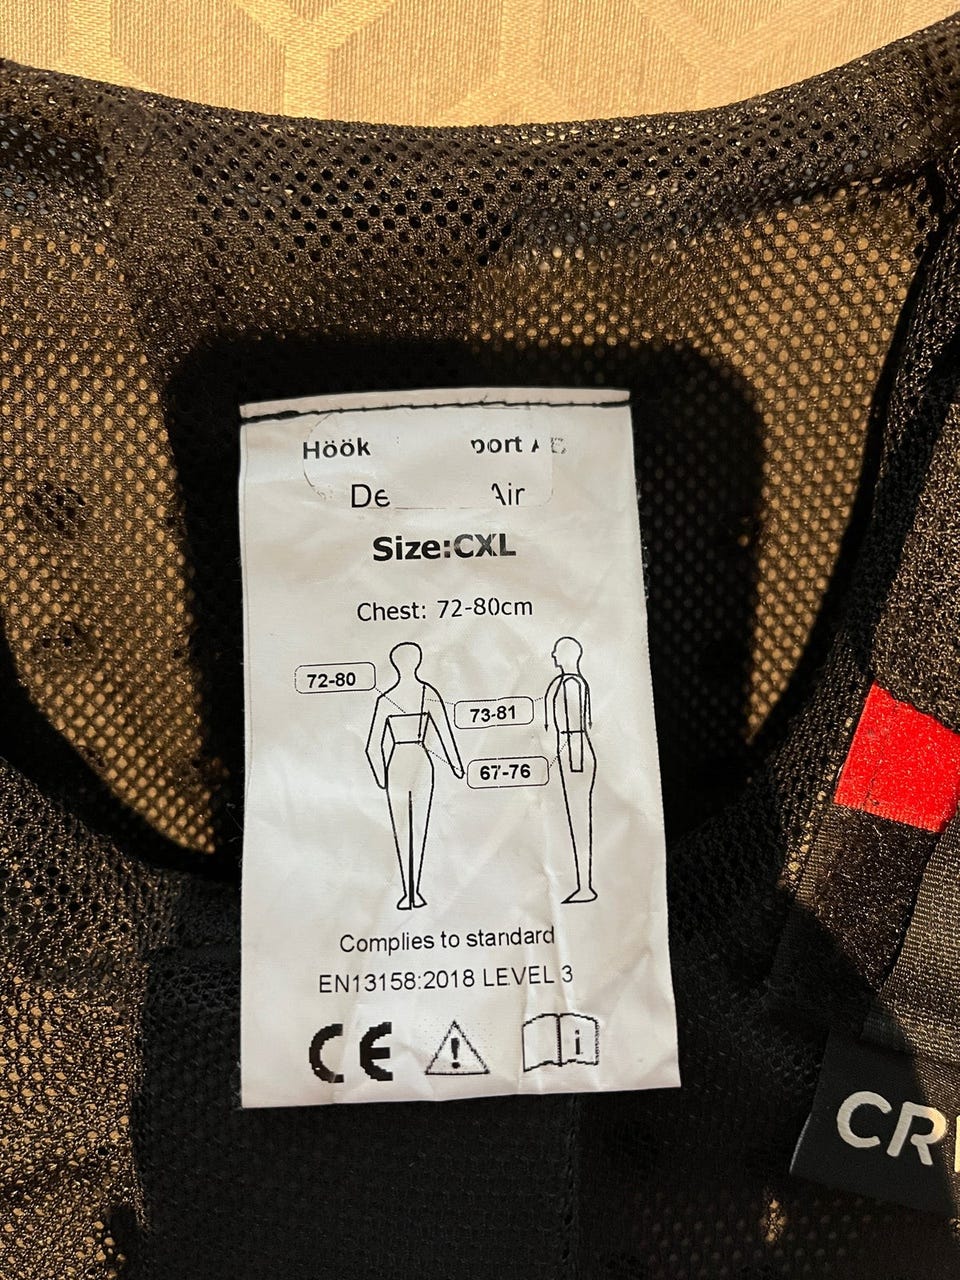 Höök port A
De Air
Size:CXL
Chest: 72-80cm
72-80
73-81
67-76
Complies to standard
EN13158:2018 LEVEL 3
CE
i
CR